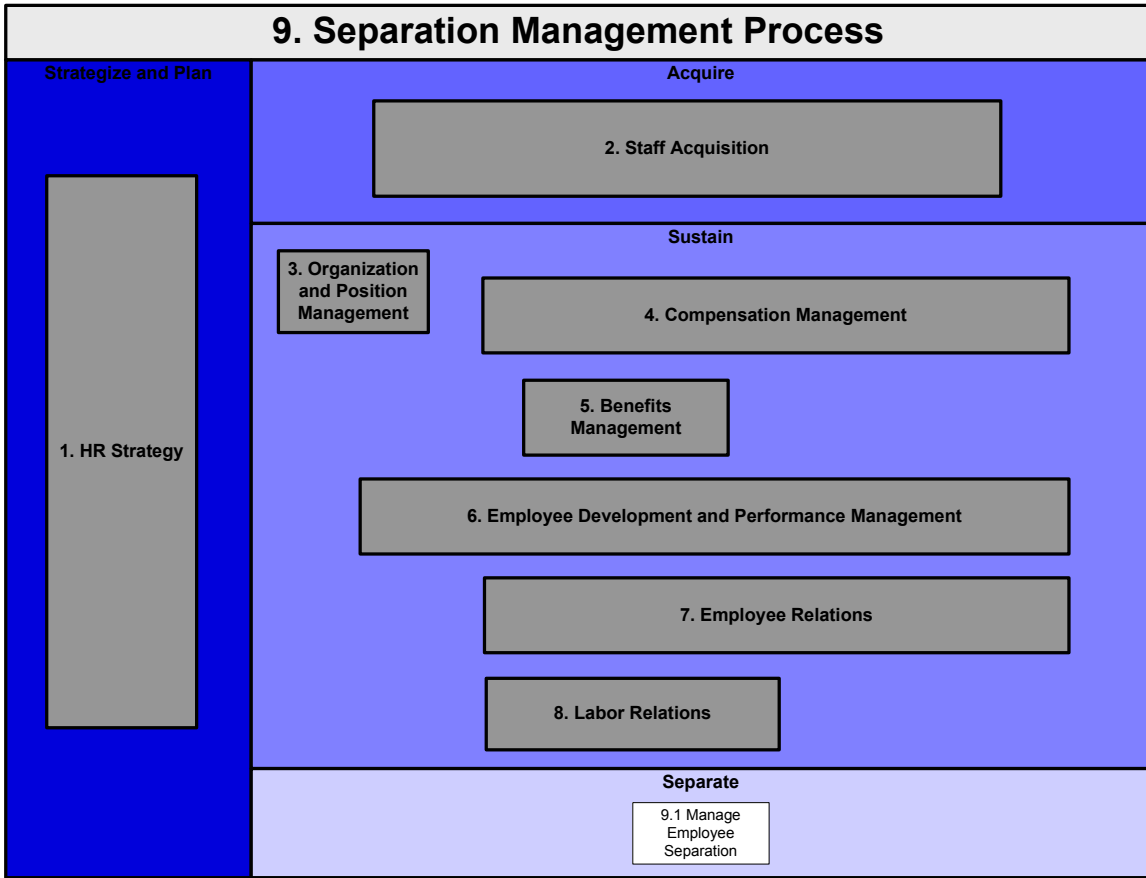 9. Separation Management Process
Strategize and Plan
1. HR Strategy
Acquire
2. Staff Acquisition
Sustain
3. Organization
and Position
Management
4. Compensation Management
5. Benefits
Management
6. Employee Development and Performance Management
7. Employee Relations
8. Labor Relations
Separate
9.1 Manage
Employee
Separation